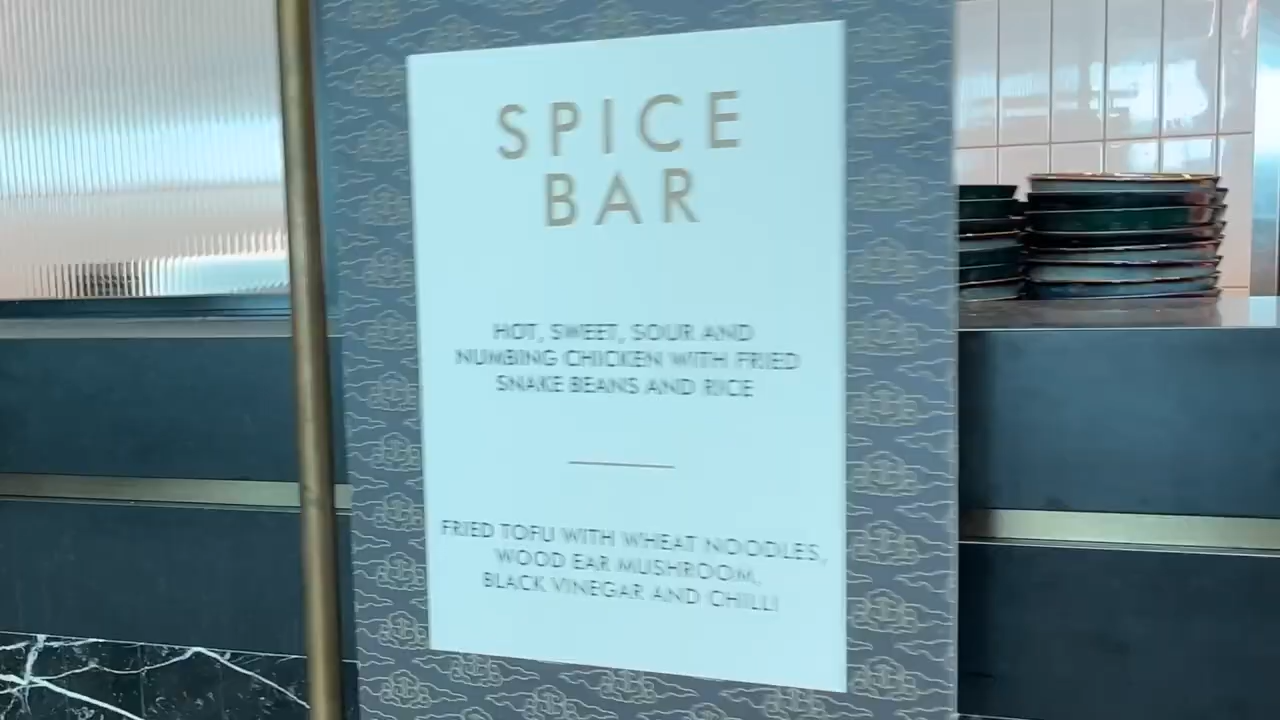 SPICE
BAR
HOT, SWEET, SOUR AND
NUMBING CHICKEN WITH FRIED
SNAKE BEANS AND RICE
FRIED TOFU WITH WHEAT NOODLES,
WOOD EAR MUSHROOM,
BLACK VINEGAR AND CHILLI